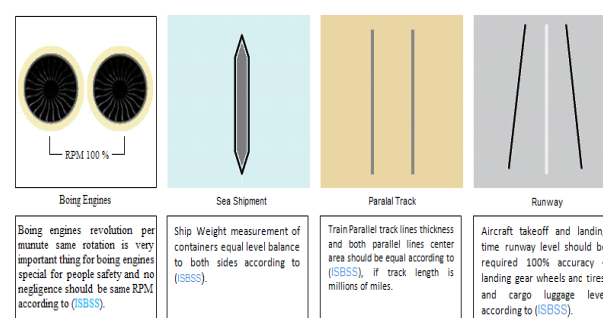 RPM 100 %
Boing Engines
Sea Shipment
Paralal Track
Runway
Boing engines revolution per
munute same rotation is very
important thing for boing engines
special for people safety and no
negligence should be same RPM
according to (ISBSS).
Ship Weight measurement of
containers equal level balance
to both sides according to
(ISBSS).
Train Parallel track lines thickness
and both parallel lines center
area should be equal according to
(ISBSS), if track length is
millions of miles.
Aircraft takeoff and landing
time runway level should be
required 100% accuracy -
landing gear wheels and tires
and cargo luggage level
according to (ISBSS).